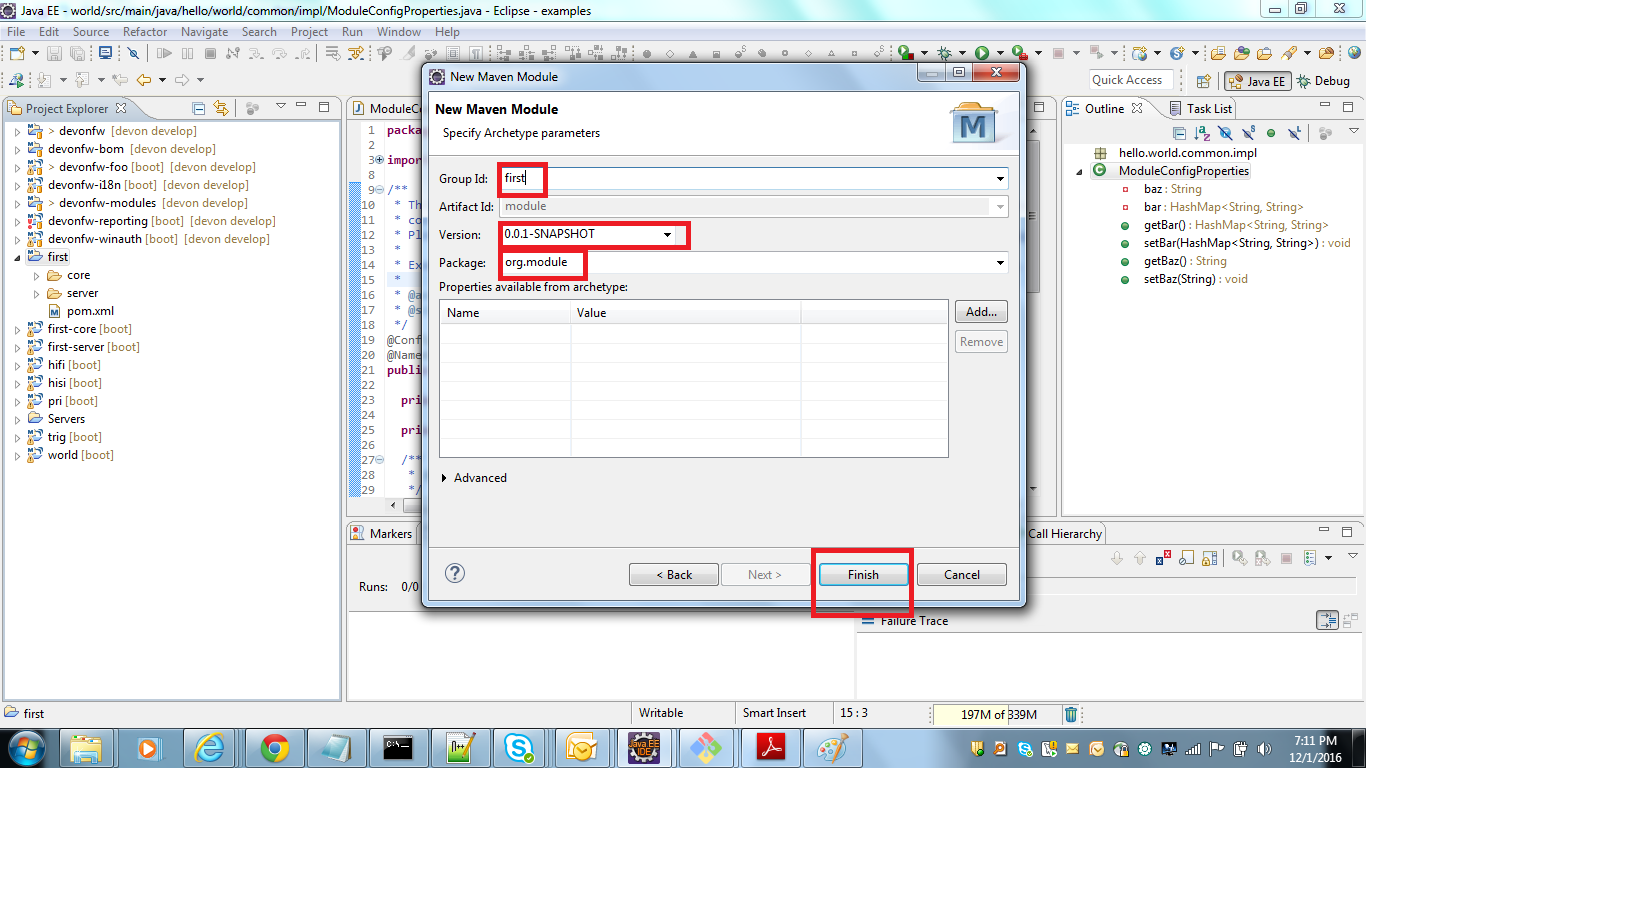 Java EE - world/src/main/java/hello/world/common/impl/ModuleConfigProperties.java - Eclipse - examples
File Edit Source Refactor Navigate Search Project Run Window Help
Quick Access Java EE Debug
Project Explorer
> devonfw [devon develop]
devonfw-bom [devon develop]
> devonfw-foo [boot] [devon develop]
devonfw-i18n [boot] [devon develop]
> devonfw-modules [devon develop]
devonfw-reporting [boot] [devon develop]
devonfw-winauth [boot] [devon develop]
first
core
server
pom.xml
first-core [boot]
first-server [boot]
hifi [boot]
hisi [boot]
pri [boot]
Servers
trig [boot]
world [boot]
ModuleCo
1 packa
2
3 impor
8
9 /**
10 * Th
11 * co
12 * Pl
13 *
14 * Ex
15 *
16 * @a
17 * @s
18 */
19 @Conf
20 @Name
21 publi
22
23 pri
24
25 pri
26
27 /**
28 *
29 */
New Maven Module
New Maven Module
Specify Archetype parameters
M
Group Id: first
Artifact Id: module
Version: 0.0.1-SNAPSHOT
Package: org.module
Properties available from archetype:
Name Value
Add...
Remove
Advanced
< Back Next > Finish Cancel
Outline Task List
hello.world.common.impl
ModuleConfigProperties
baz : String
bar : HashMap<String, String>
getBar() : HashMap<String, String>
setBar(HashMap<String, String>) : void
getBaz() : String
setBaz(String) : void
Markers
Call Hierarchy
Runs: 0/0
Failure Trace
first
Writable Smart Insert 15 : 3 197M of 339M
Java EE
IDE
7:11 PM
12/1/2016